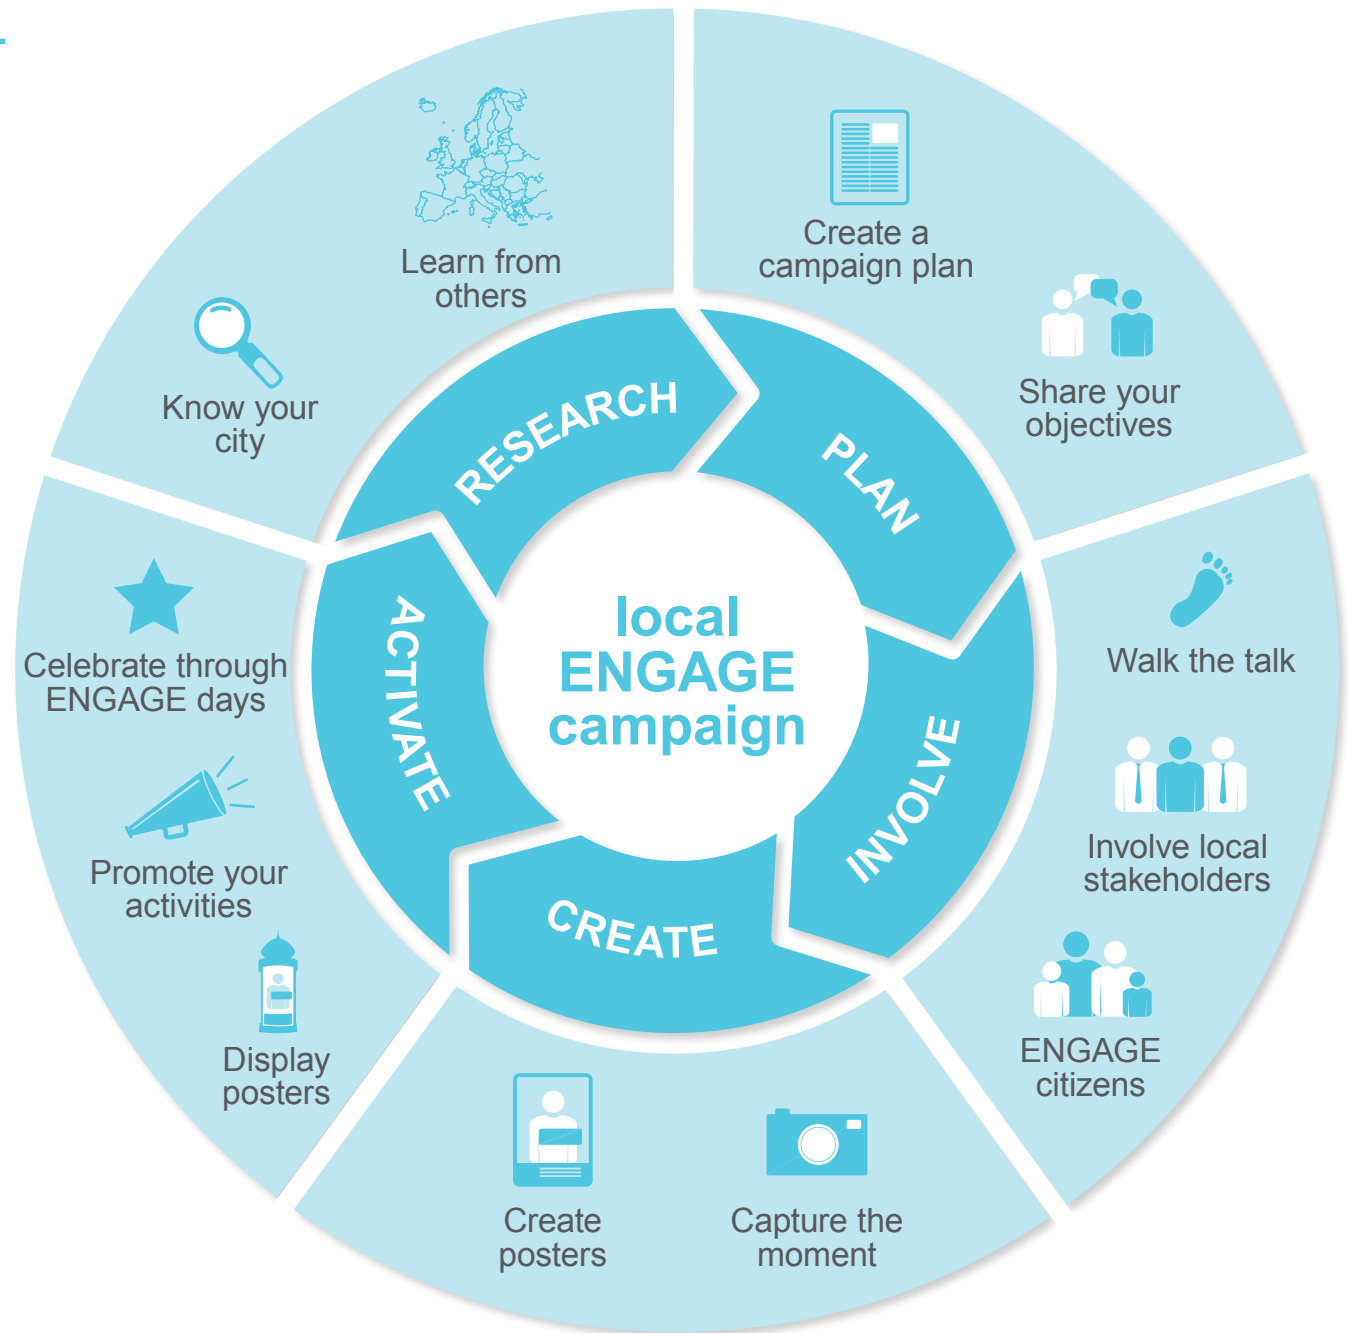 Learn from
others
Know your
city
Create a
campaign plan
Share your
objectives
Walk the talk
Involve local
stakeholders
ENGAGE
citizens
Capture the
moment
Create
posters
Display
posters
Promote your
activities
Celebrate through
ENGAGE days
RESEARCH
PLAN
INVOLVE
CREATE
ACTIVATE
local
ENGAGE
campaign